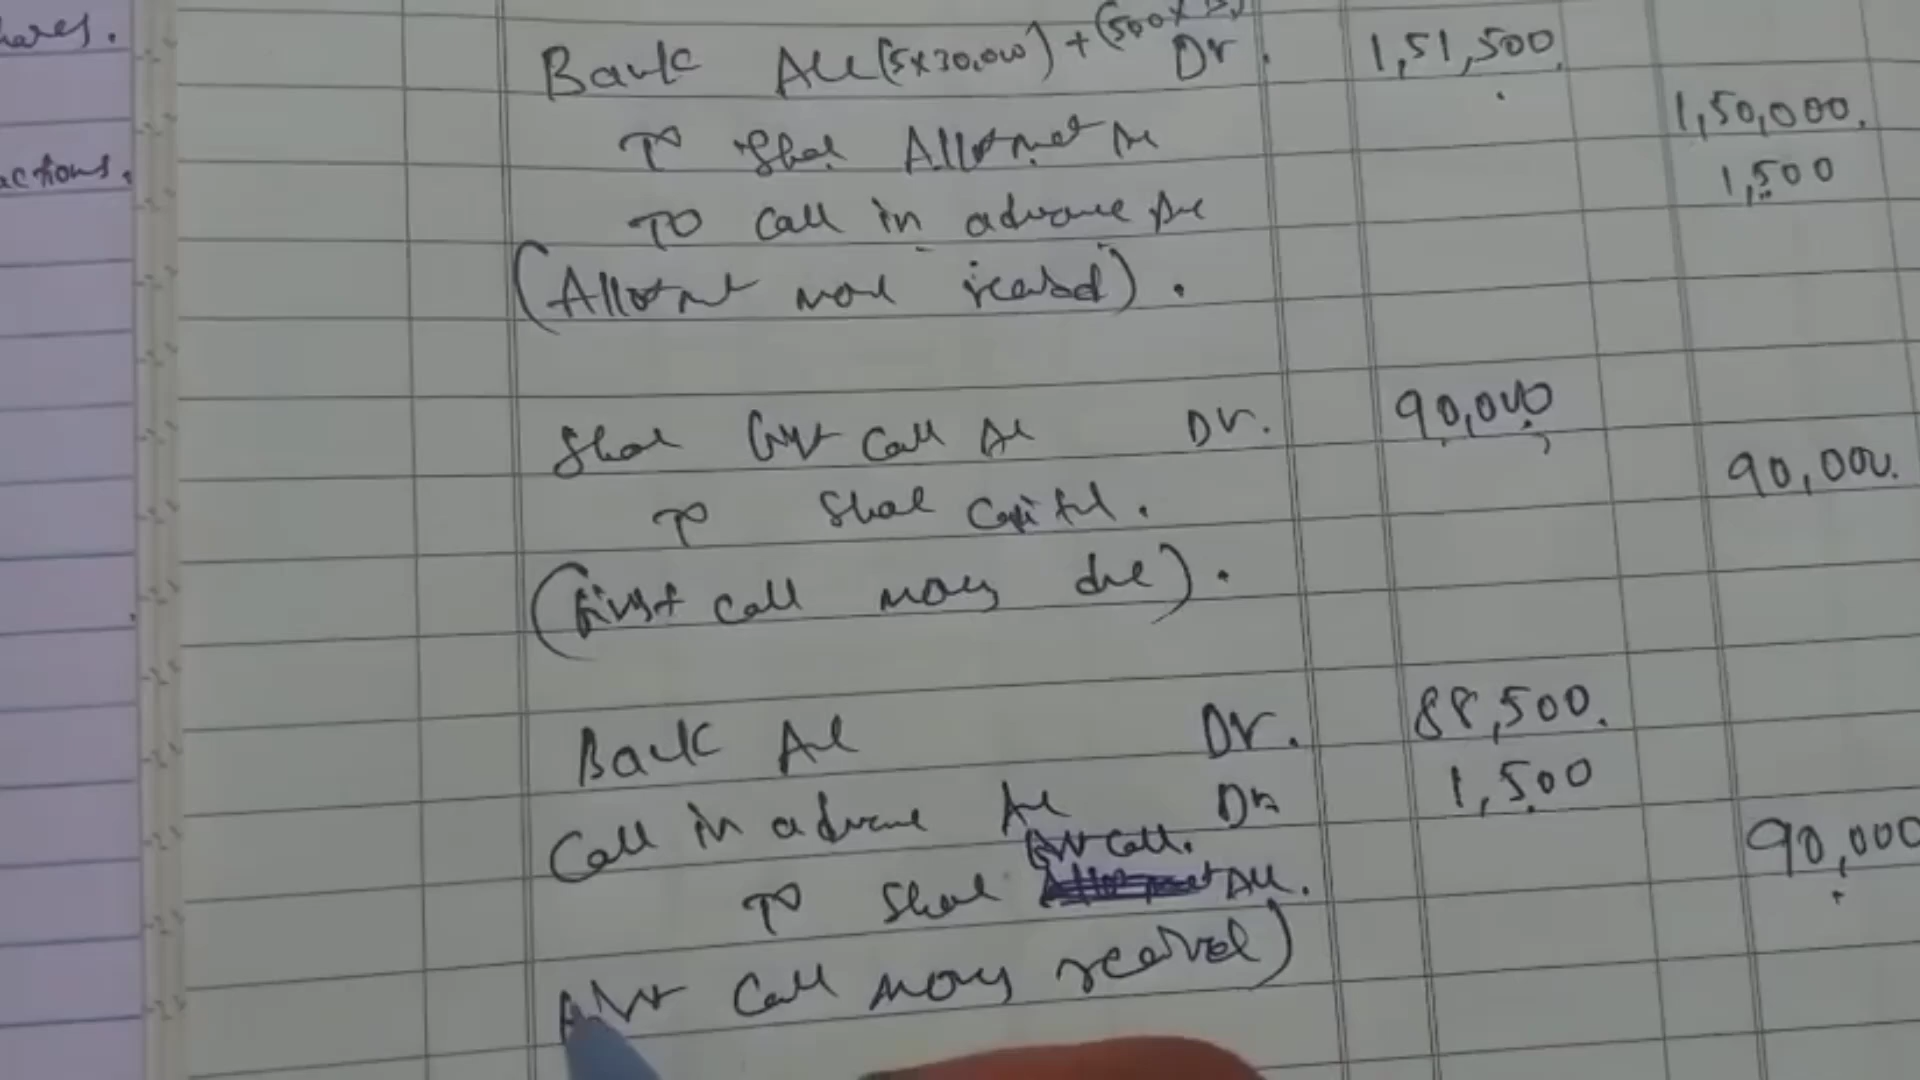 hares.
actions.
Bank A/c (5x30,000) + (500x3) Dr. 1,51,500
To Share Allotment A/c 1,50,000.
To Call in advance A/c 1,500
(Allotment money received).
Share first Call A/c Dr. 90,000
To Share Capital. 90,000.
(First call money due).
Bank A/c Dr. 88,500.
Call in advance A/c Dr 1,500
first call.
To Share A/c. 90,000
first Call money received)